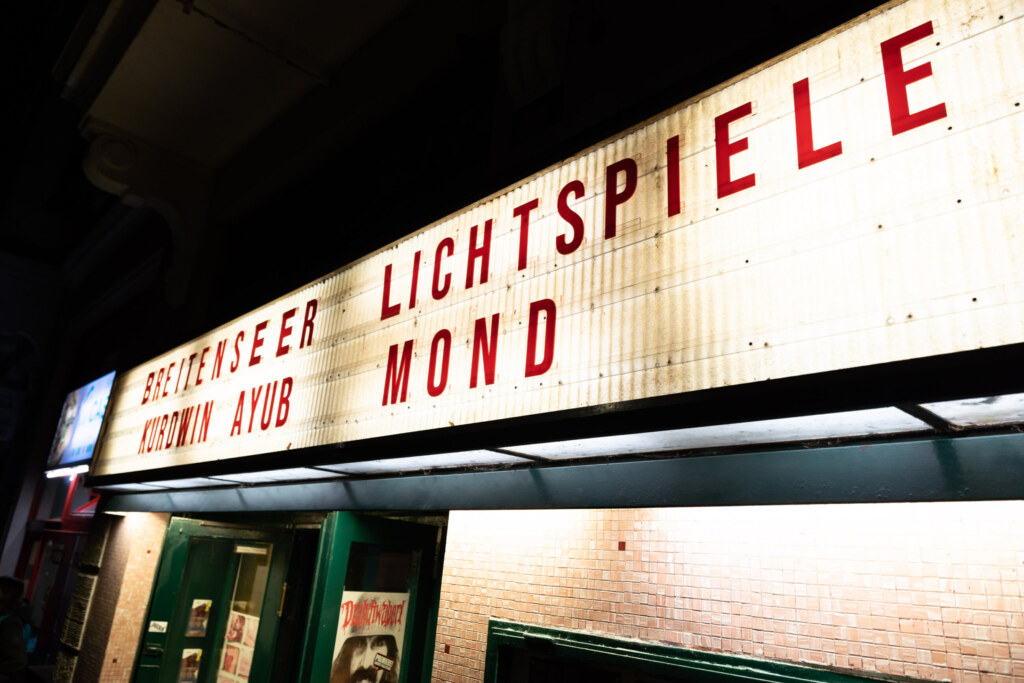 BREITENSEER LICHTSPIELE
KURDWIN AYUB MOND